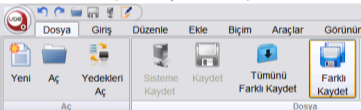 UDE
Dosya Giriş Düzenle Ekle Biçim Araçlar Görünür
Yeni Aç Yedekleri Aç Sisteme Kaydet Kaydet Tümünü Farklı Kaydet Farklı Kaydet
Aç Dosya